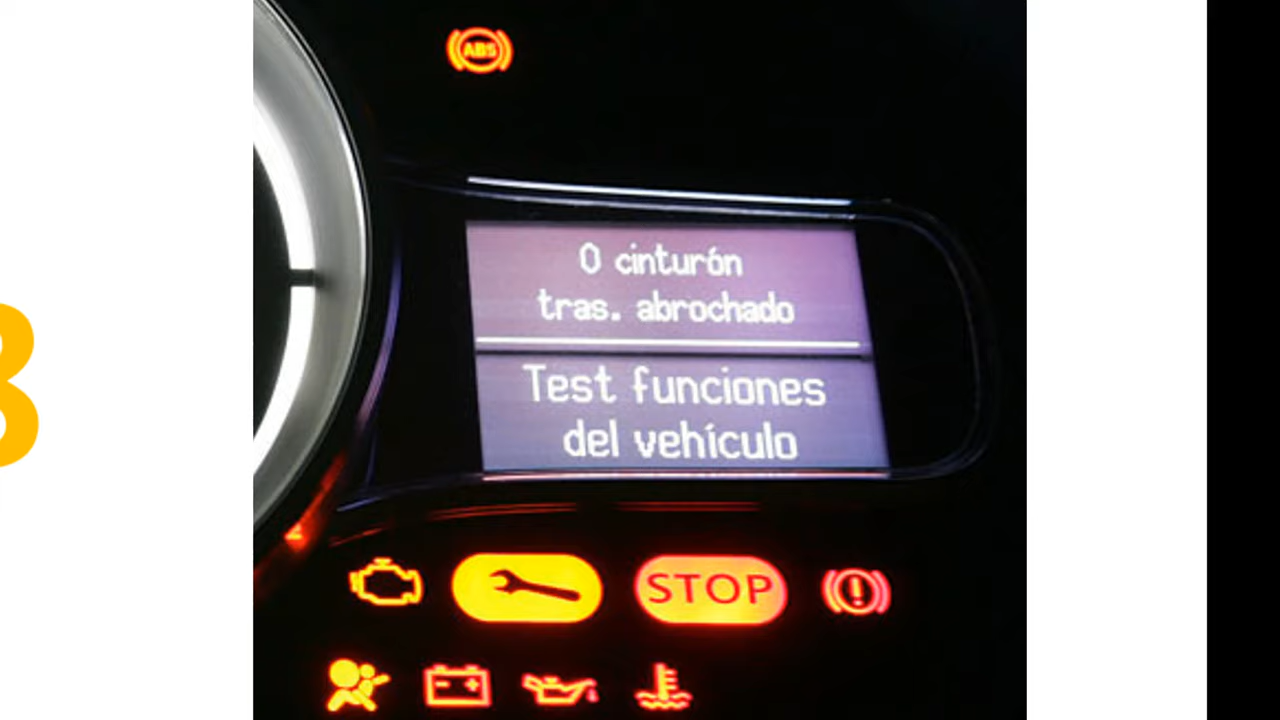 ABS
0 cinturón
tras. abrochado
Test funciones
del vehículo
STOP